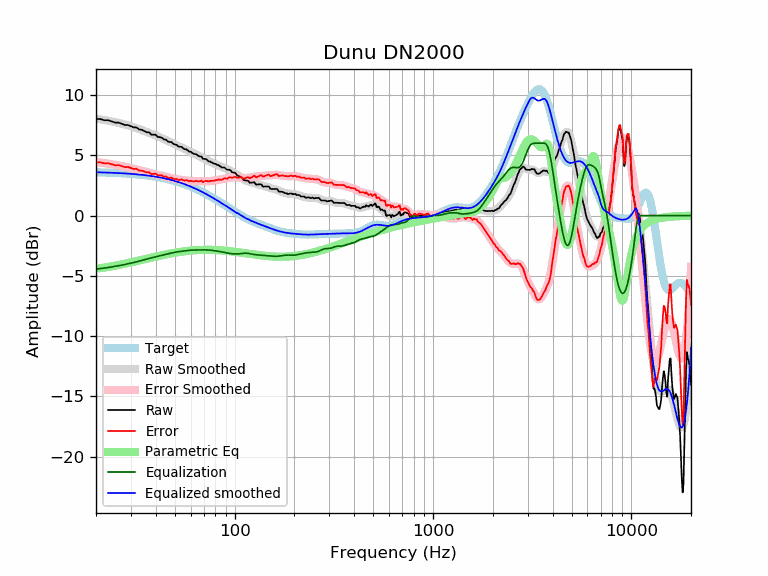 Dunu DN2000
Amplitude (dBr)
10
5
0
−5
−10
−15
−20
Target
Raw Smoothed
Error Smoothed
Raw
Error
Parametric Eq
Equalization
Equalized smoothed
100
1000
10000
Frequency (Hz)